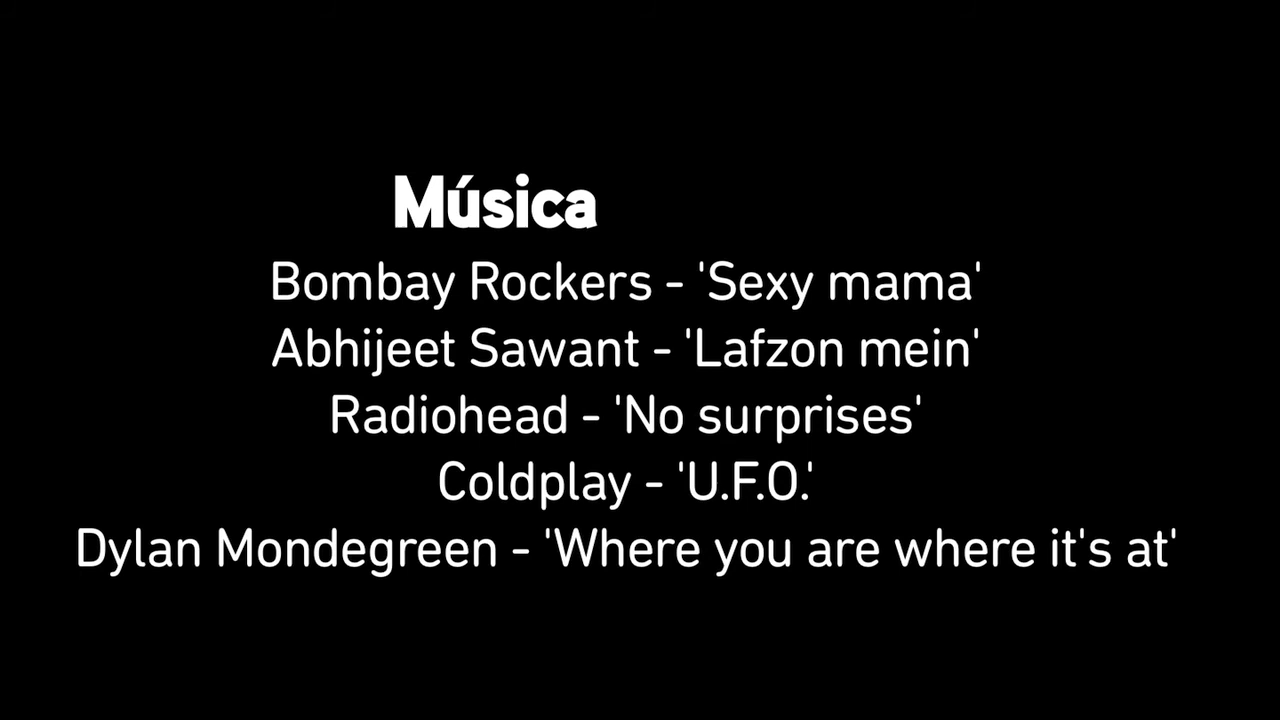 Música
Bombay Rockers - 'Sexy mama'
Abhijeet Sawant - 'Lafzon mein'
Radiohead - 'No surprises'
Coldplay - 'U.F.O.'
Dylan Mondegreen - 'Where you are where it's at'